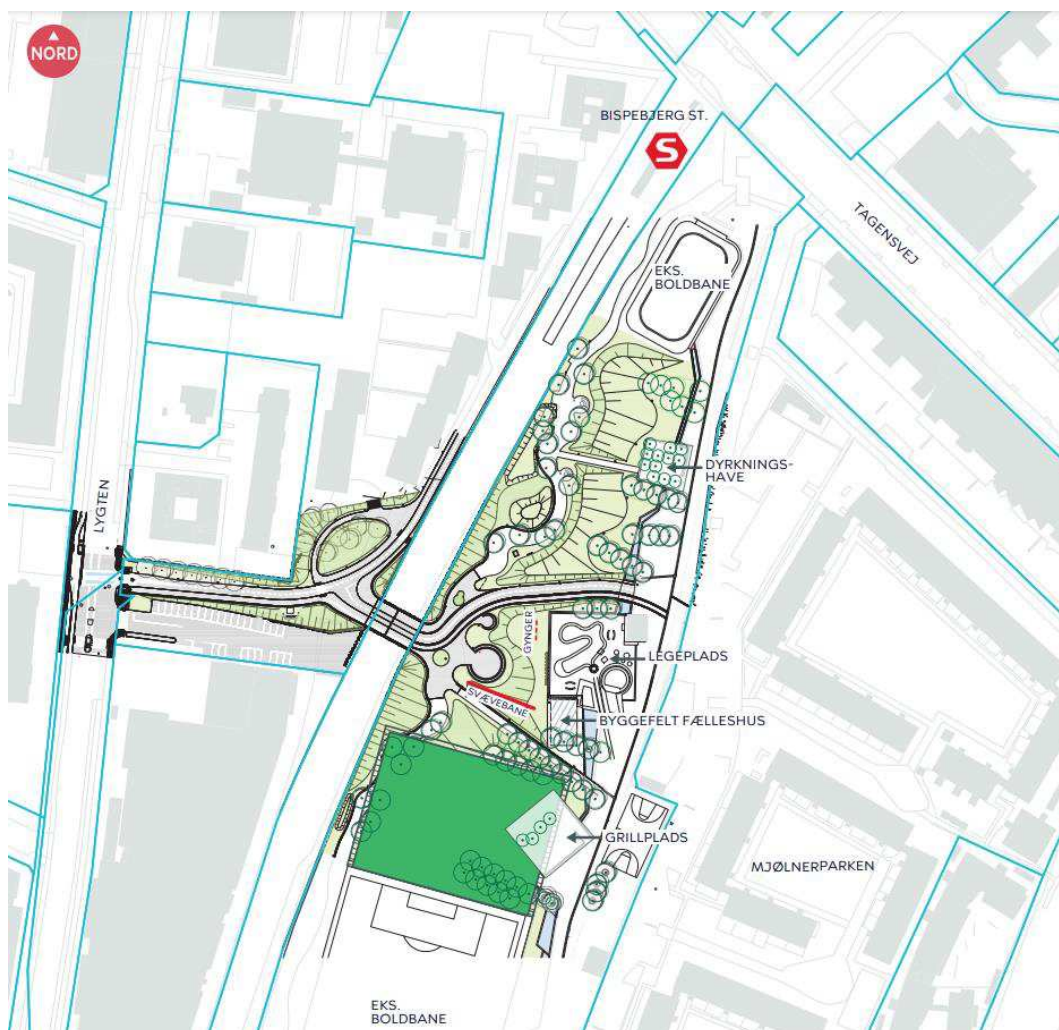 NORD
BISPEBJERG ST.
S
TAGENSVEJ
EKS.
BOLDBANE
DYRKNINGS-
HAVE
LYGTEN
GYNGER
LEGEPLADS
SVÆVEBANE
BYGGEFELT FÆLLESHUS
GRILLPLADS
MJØLNERPARKEN
EKS.
BOLDBANE